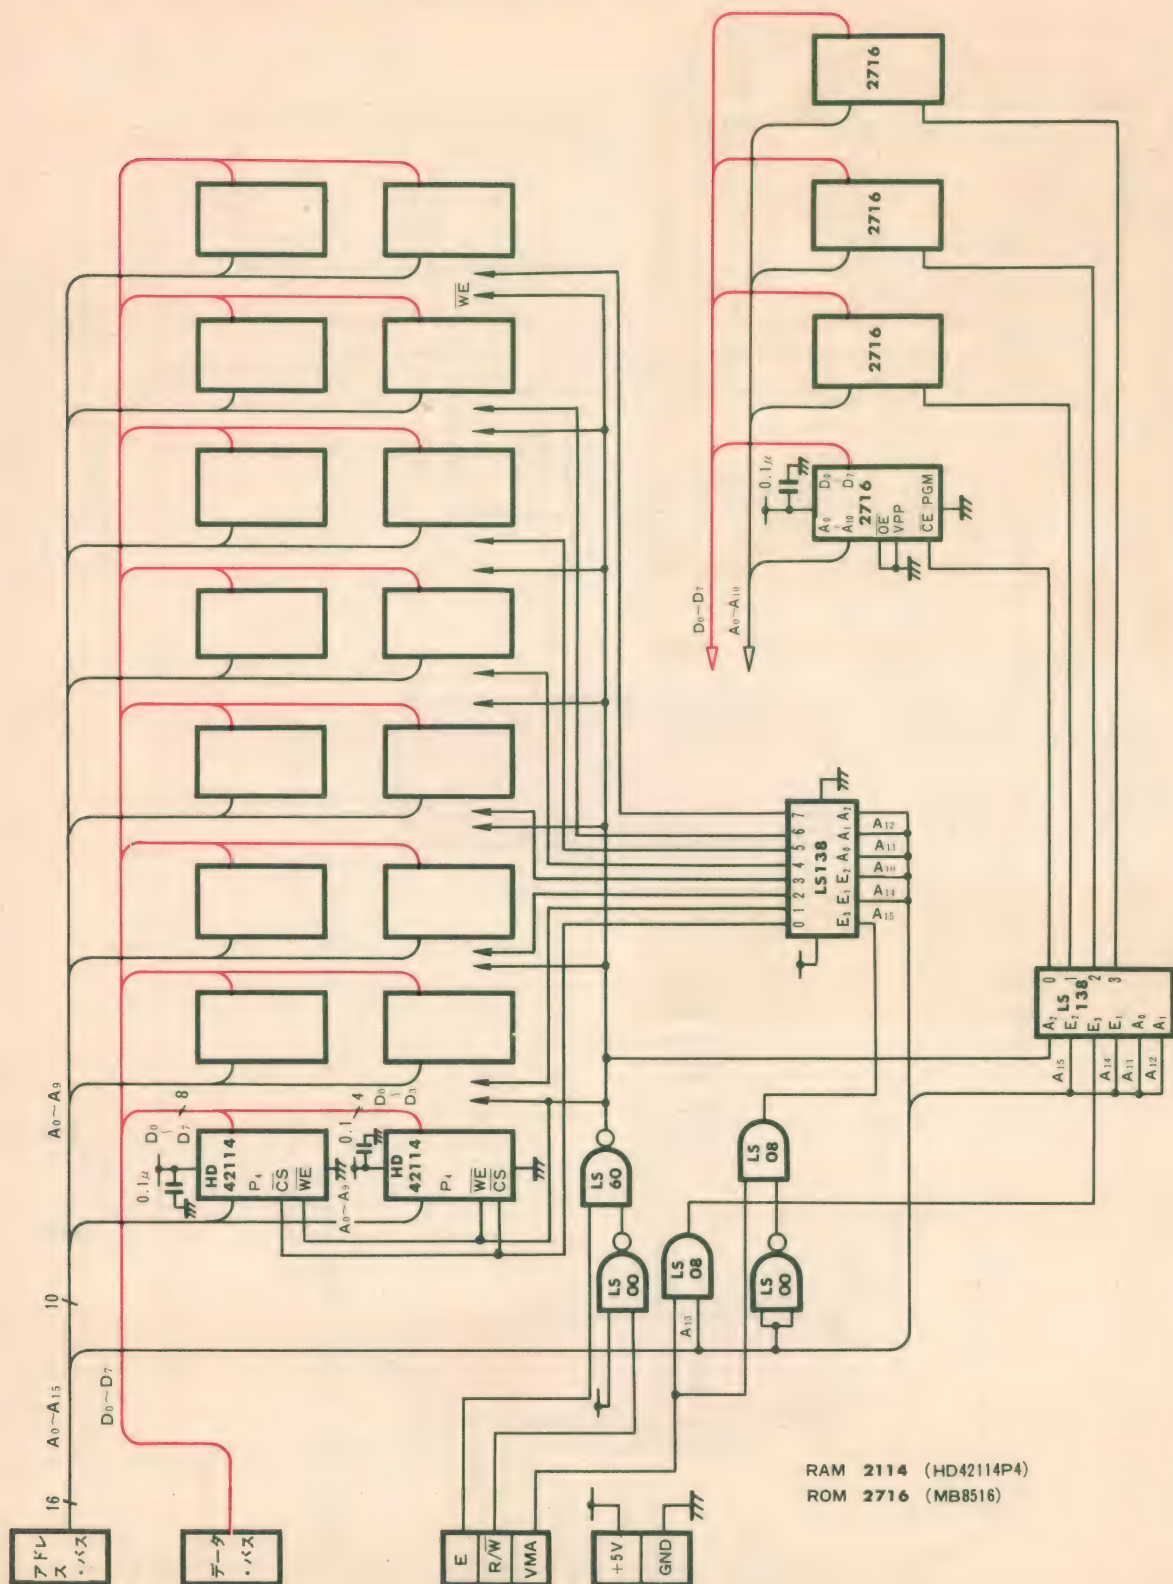 2716
2716
2716
0.1μ
A0 D0
A10 D7
2716
OE
VPP
CE PGM
D0~D7
A0~A10
WE
0 1 2 3 4 5 6 7
LS138
E3 E1 E2 A0 A1 A2
A15
A14
A10
A11
A12
0
1
2
3
LS
138
A2
E2
E3
E1
A0
A1
A15
A14
A11
A12
A0~A9
D0
D7
8
0.1μ
HD
42114
P4
CS
WE
A0~A9
0.1
4
D0
D3
HD
42114
P4
WE
CS
LS
LS
00
LS
08
LS
08
LS
00
A13
10
A0~A15
D0~D7
16
アドレ
ス
・バス
データ
・バス
E
R/W
VMA
+5V
GND
RAM 2114 (HD42114P4)
ROM 2716 (MB8516)